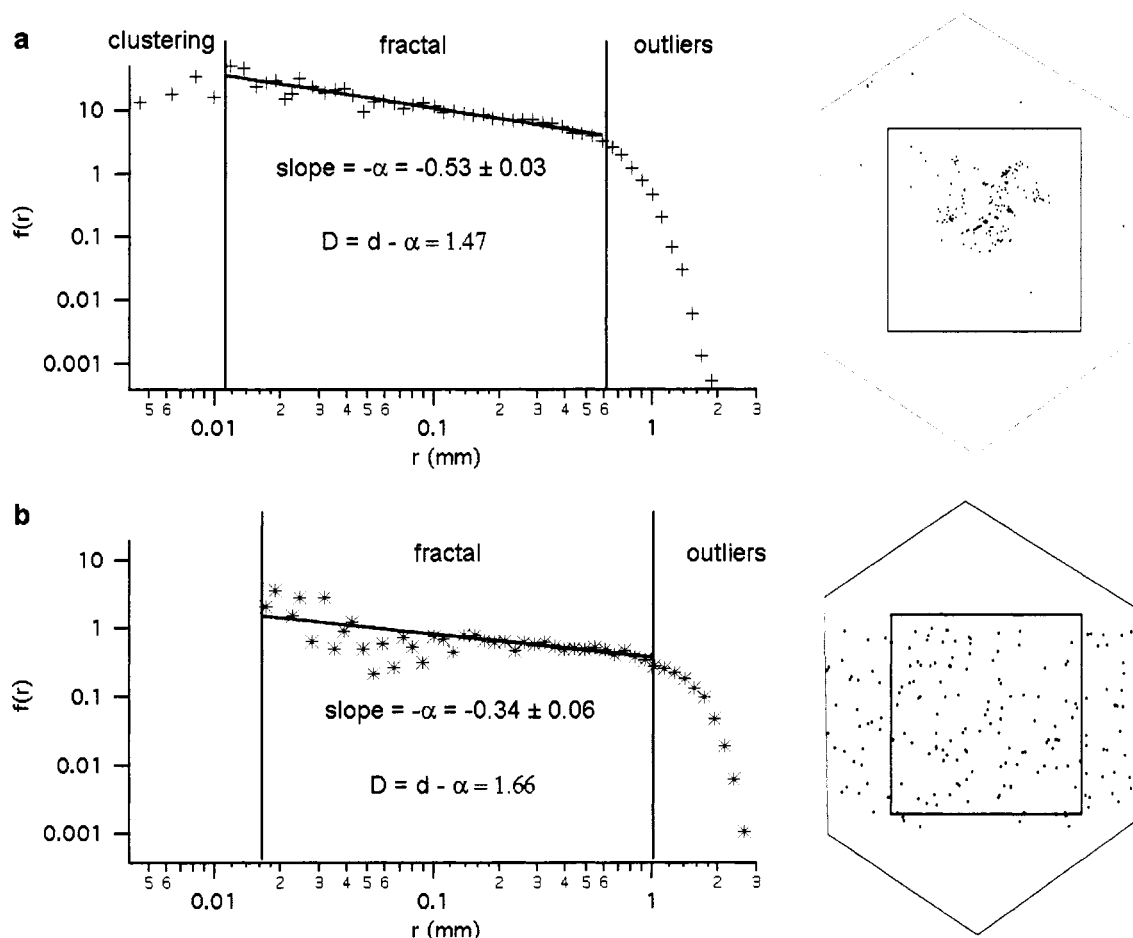 a
clustering fractal outliers
10
1
0.1
0.01
0.001
f(r)
slope = -α = -0.53 ± 0.03
D = d - α = 1.47
5 6 2 3 4 5 6 2 3 4 5 6 2 3
0.01 0.1 1
r (mm)
b
fractal outliers
10
1
0.1
0.01
0.001
f(r)
slope = -α = -0.34 ± 0.06
D = d - α = 1.66
5 6 2 3 4 5 6 2 3 4 5 6 2 3
0.01 0.1 1
r (mm)